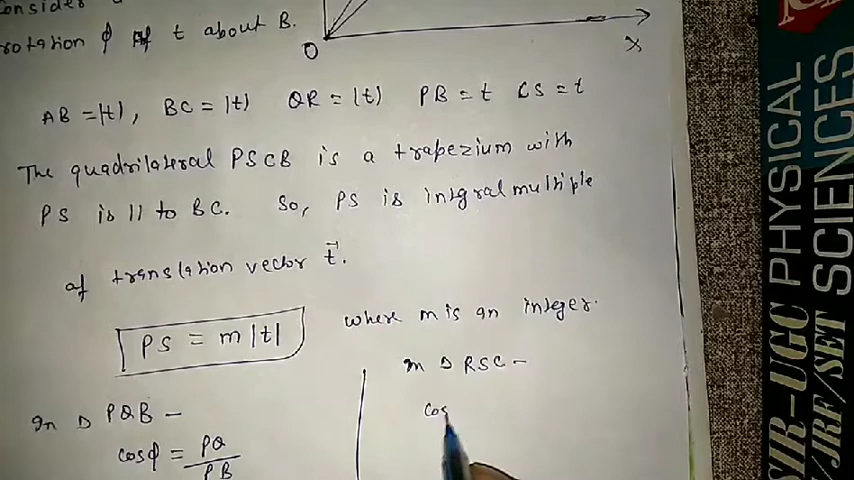 Consider
rotation ϕ of t about B.
O
X
AB = |t|, BC = |t| QR = |t| PB = t CS = t
The quadrilateral PSCB is a trapezium with
PS is || to BC. So, PS is integral multiple
of translation vector t⃗.
PS = m |t| where m is an integer.
In Δ PQB –
cosϕ = PQ / PB
In Δ RSC –
cos
CSIR-UGC
JRF/SET
PHYSICAL
SCIENCES